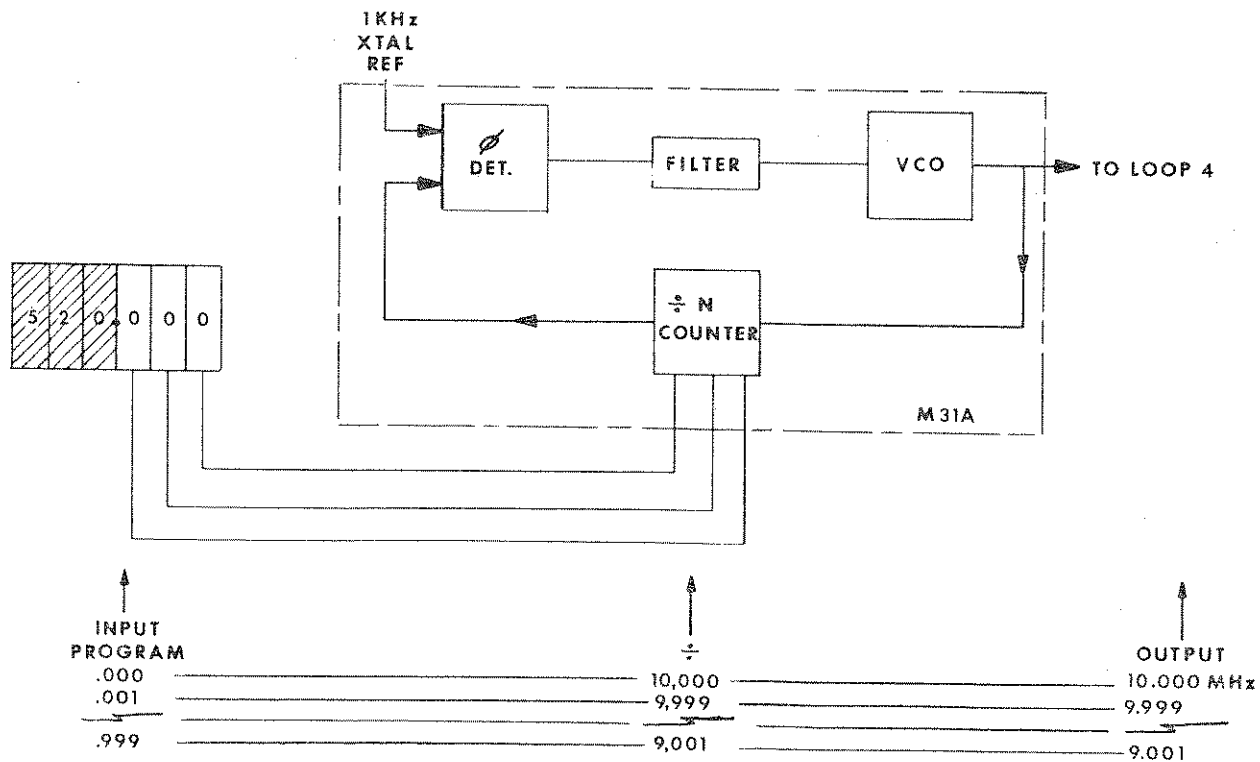 1KHz
XTAL
REF
Ø
DET.
FILTER
VCO
TO LOOP 4
5 2 0.0 0 0
÷ N
COUNTER
M31A
INPUT
PROGRAM
÷
OUTPUT
.000 10,000 10.000 MHz
.001 9,999 9.999
.999 9,001 9.001